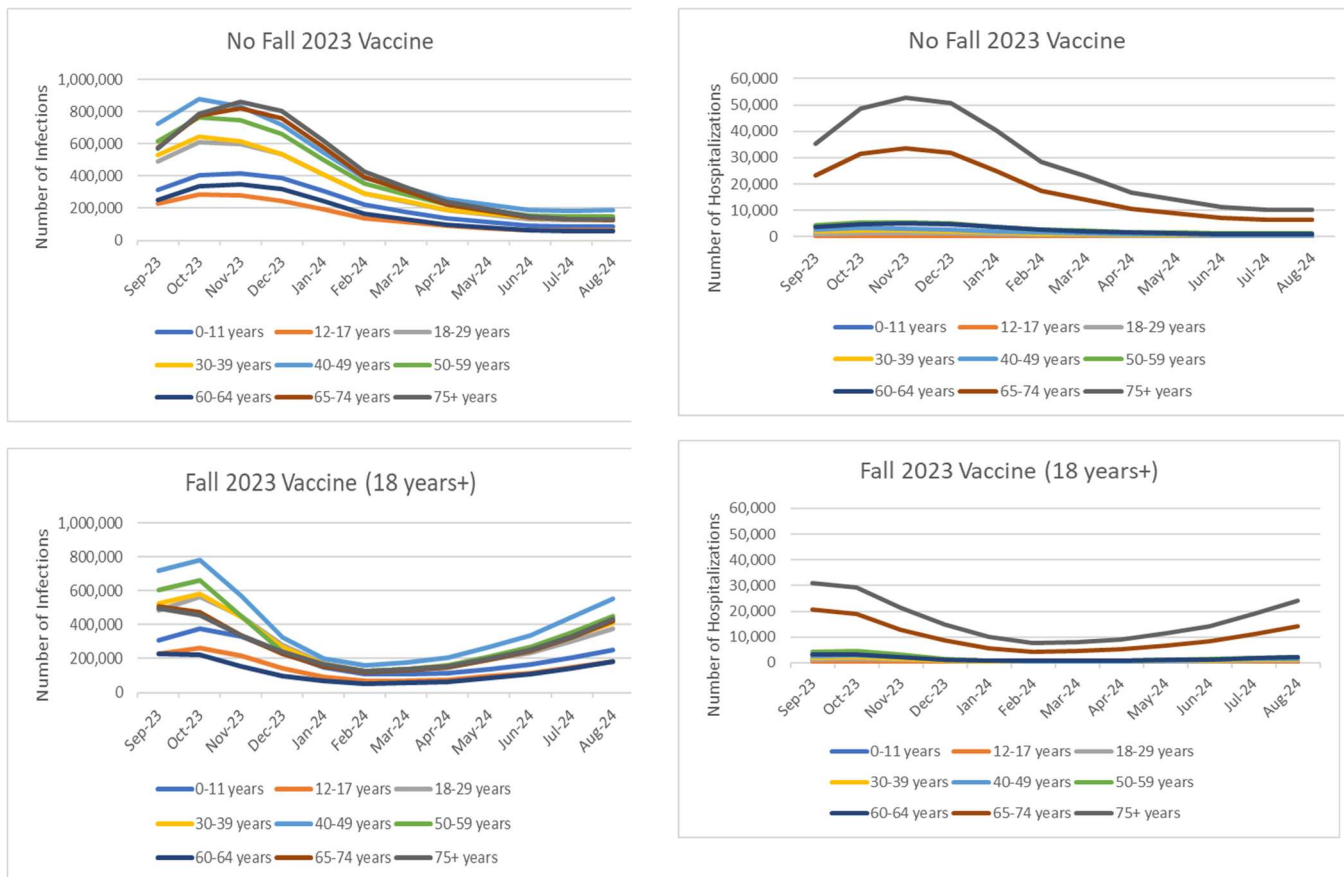 No Fall 2023 Vaccine
1,000,000
800,000
600,000
400,000
200,000
0
Number of Infections
Sep-23 Oct-23 Nov-23 Dec-23 Jan-24 Feb-24 Mar-24 Apr-24 May-24 Jun-24 Jul-24 Aug-24
0-11 years 12-17 years 18-29 years
30-39 years 40-49 years 50-59 years
60-64 years 65-74 years 75+ years
No Fall 2023 Vaccine
60,000
50,000
40,000
30,000
20,000
10,000
0
Number of Hospitalizations
Sep-23 Oct-23 Nov-23 Dec-23 Jan-24 Feb-24 Mar-24 Apr-24 May-24 Jun-24 Jul-24 Aug-24
0-11 years 12-17 years 18-29 years
30-39 years 40-49 years 50-59 years
60-64 years 65-74 years 75+ years
Fall 2023 Vaccine (18 years+)
1,000,000
800,000
600,000
400,000
200,000
0
Number of Infections
Sep-23 Oct-23 Nov-23 Dec-23 Jan-24 Feb-24 Mar-24 Apr-24 May-24 Jun-24 Jul-24 Aug-24
0-11 years 12-17 years 18-29 years
30-39 years 40-49 years 50-59 years
60-64 years 65-74 years 75+ years
Fall 2023 Vaccine (18 years+)
60,000
50,000
40,000
30,000
20,000
10,000
0
Number of Hospitalizations
Sep-23 Oct-23 Nov-23 Dec-23 Jan-24 Feb-24 Mar-24 Apr-24 May-24 Jun-24 Jul-24 Aug-24
0-11 years 12-17 years 18-29 years
30-39 years 40-49 years 50-59 years
60-64 years 65-74 years 75+ years